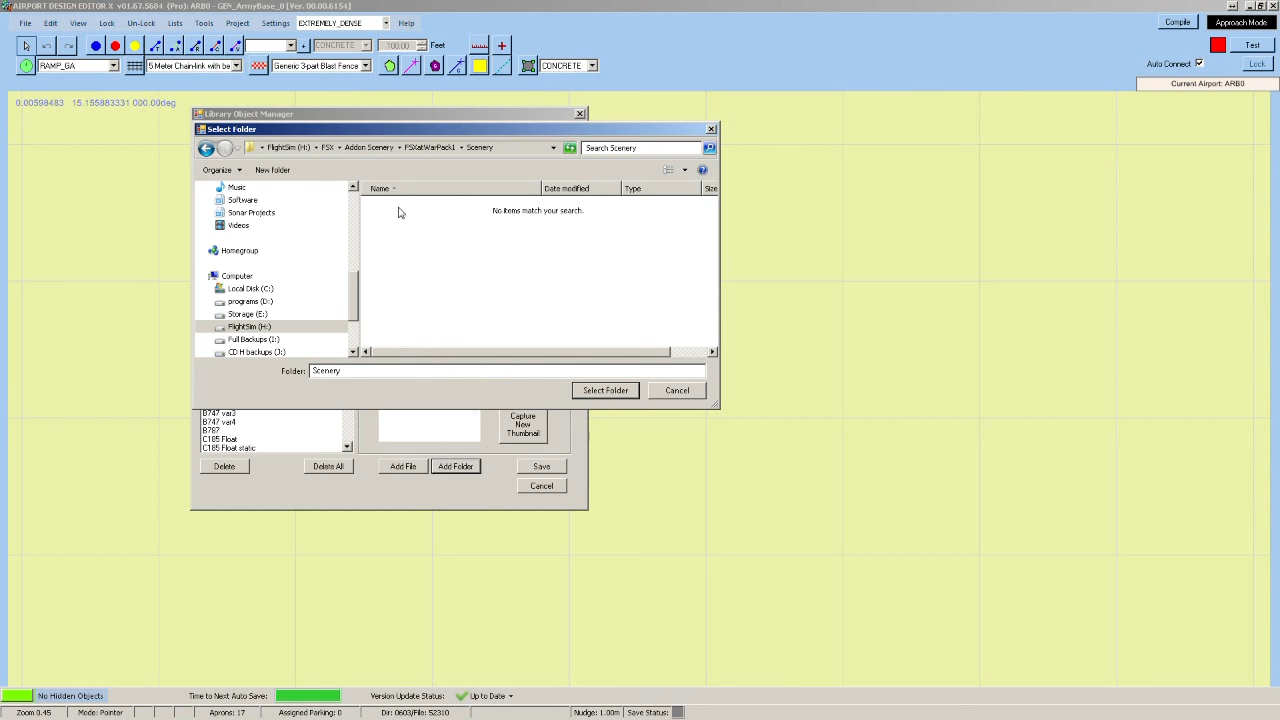 AIRPORT DESIGN EDITOR X v01.67.5684 (Pro): ARB0 - GEN_ArmyBase_0 [Ver. 00.00.6154]
File Edit View Lock Un-Lock Lists Tools Project Settings EXTREMELY_DENSE Help
Compile Approach Mode
CONCRETE 100.00 Feet
Test
RAMP_GA 5 Meter Chain-link with be Generic 3-part Blast Fence CONCRETE
Auto Connect Lock
Current Airport: ARB0
0.00598483 15.155883331 000.00deg
Library Object Manager
Select Folder
FlightSim (H:) FSX Addon Scenery FSXatWarPack1 Scenery Search Scenery
Organize New folder
Name Date modified Type Size
No items match your search.
Music
Software
Sonar Projects
Videos
Homegroup
Computer
Local Disk (C:)
programs (D:)
Storage (E:)
FlightSim (H:)
Full Backups (I:)
CD H backups (J:)
Folder: Scenery
Select Folder Cancel
B747 var3
B747 var4
B787
C185 Float
C185 Float static
Capture
New
Thumbnail
Delete Delete All Add File Add Folder Save
Cancel
No Hidden Objects Time to Next Auto Save: Version Update Status: Up to Date
Zoom 0.45 Mode: Pointer Aprons: 17 Assigned Parking: 0 Dir: 0603/File: 52310 Nudge: 1.00m Save Status: